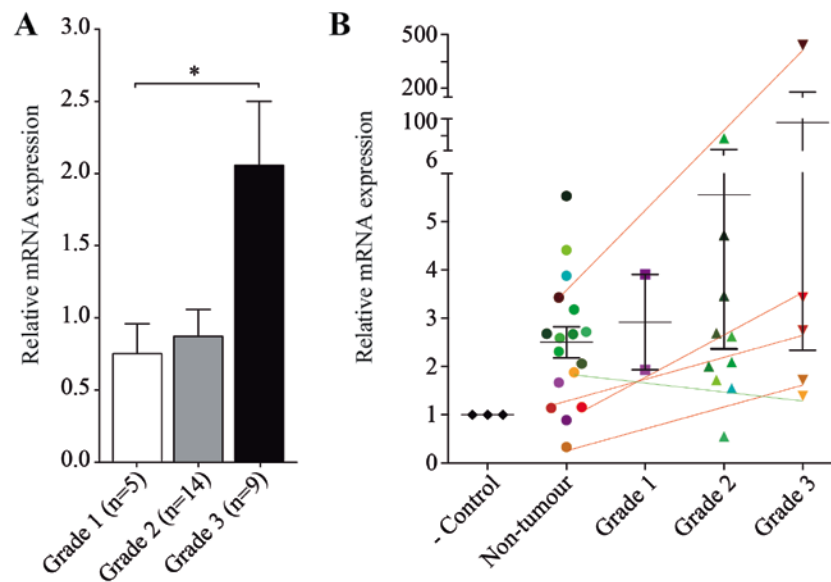 A
Relative mRNA expression
3.0
2.5
2.0
1.5
1.0
0.5
0.0
*
Grade 1 (n=5)
Grade 2 (n=14)
Grade 3 (n=9)
B
Relative mRNA expression
500
200
100
6
5
4
3
2
1
0
- Control
Non-tumour
Grade 1
Grade 2
Grade 3